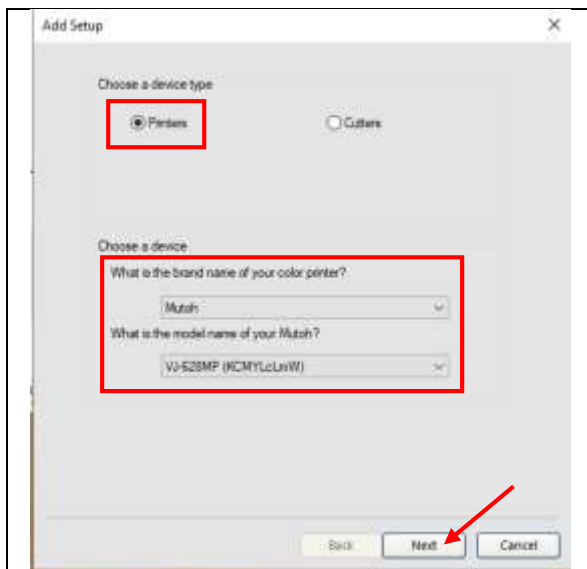 Add Setup
Choose a device type
Printers
Cutters
Choose a device
What is the brand name of your color printer?
Mutoh
What is the model name of your Mutoh?
VJ-628MP (KCMYLcLmW)
Back
Next
Cancel